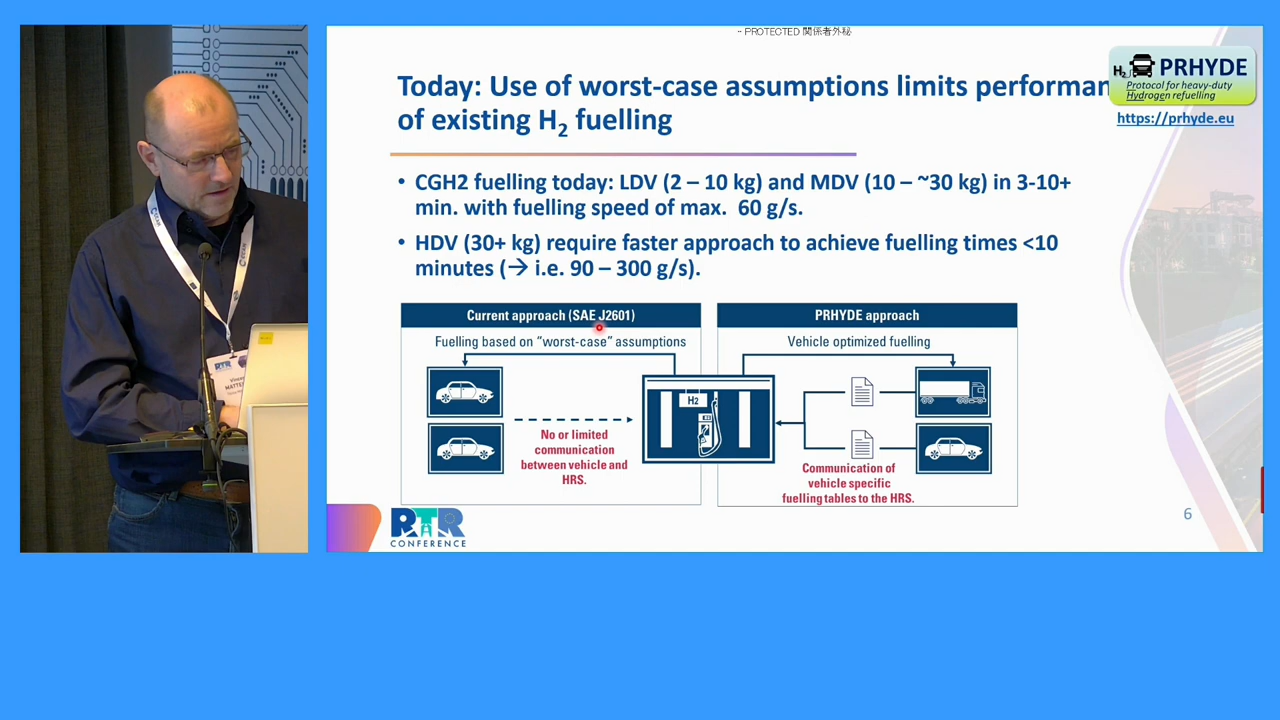 - PROTECTED 関係者外秘
Today: Use of worst-case assumptions limits performan
of existing H2 fuelling
H2 PRHYDE
Protocol for heavy-duty
Hydrogen refuelling
https://prhyde.eu
• CGH2 fuelling today: LDV (2 – 10 kg) and MDV (10 – ~30 kg) in 3-10+
min. with fuelling speed of max. 60 g/s.
• HDV (30+ kg) require faster approach to achieve fuelling times <10
minutes (→ i.e. 90 – 300 g/s).
Current approach (SAE J2601)
Fuelling based on "worst-case" assumptions
No or limited
communication
between vehicle and
HRS.
H2
PRHYDE approach
Vehicle optimized fuelling
Communication of
vehicle specific
fuelling tables to the HRS.
RTR
CONFERENCE
6
RTR